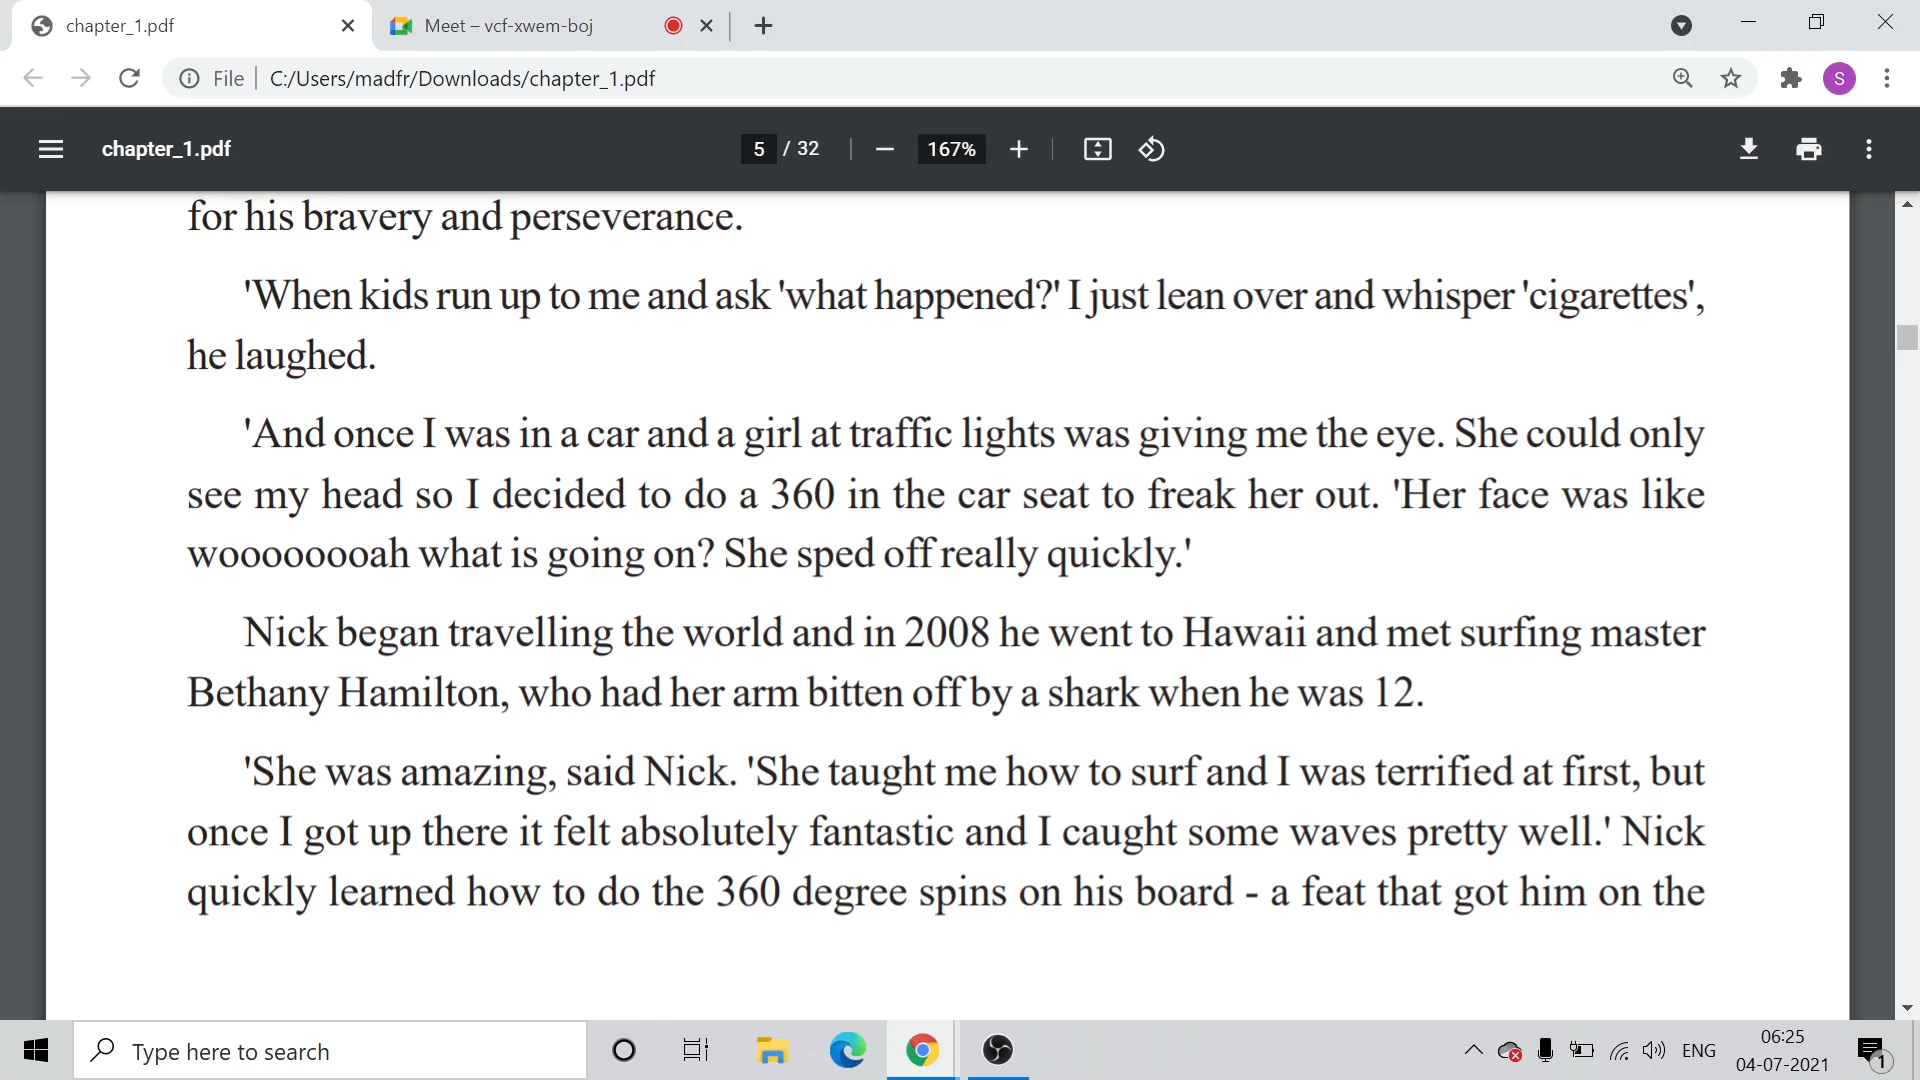 chapter_1.pdf
Meet – vcf-xwem-boj
File
C:/Users/madfr/Downloads/chapter_1.pdf
S
chapter_1.pdf
5 / 32
167%
for his bravery and perseverance.
'When kids run up to me and ask 'what happened?' I just lean over and whisper 'cigarettes',
he laughed.
'And once I was in a car and a girl at traffic lights was giving me the eye. She could only
see my head so I decided to do a 360 in the car seat to freak her out. 'Her face was like
woooooooah what is going on? She sped off really quickly.'
Nick began travelling the world and in 2008 he went to Hawaii and met surfing master
Bethany Hamilton, who had her arm bitten off by a shark when he was 12.
'She was amazing, said Nick. 'She taught me how to surf and I was terrified at first, but
once I got up there it felt absolutely fantastic and I caught some waves pretty well.' Nick
quickly learned how to do the 360 degree spins on his board - a feat that got him on the
Type here to search
ENG
06:25
04-07-2021
1